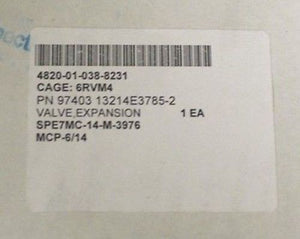 4820-01-038-8231
CAGE: 6RVM4
PN 97403 13214E3785-2
VALVE,EXPANSION 1 EA
SPE7MC-14-M-3976
MCP-6/14